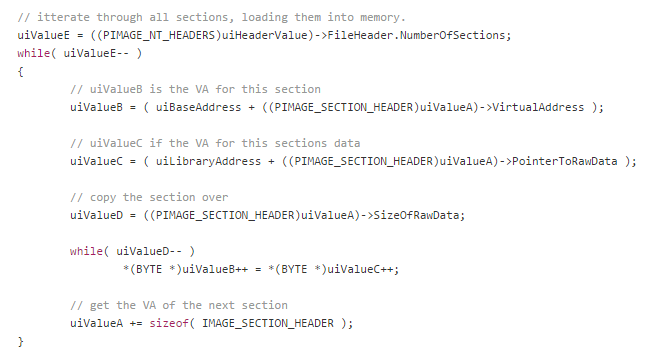 // itterate through all sections, loading them into memory.
uiValueE = ((PIMAGE_NT_HEADERS)uiHeaderValue)->FileHeader.NumberOfSections;
while( uiValueE-- )
{
// uiValueB is the VA for this section
uiValueB = ( uiBaseAddress + ((PIMAGE_SECTION_HEADER)uiValueA)->VirtualAddress );
// uiValueC if the VA for this sections data
uiValueC = ( uiLibraryAddress + ((PIMAGE_SECTION_HEADER)uiValueA)->PointerToRawData );
// copy the section over
uiValueD = ((PIMAGE_SECTION_HEADER)uiValueA)->SizeOfRawData;
while( uiValueD-- )
*(BYTE *)uiValueB++ = *(BYTE *)uiValueC++;
// get the VA of the next section
uiValueA += sizeof( IMAGE_SECTION_HEADER );
}